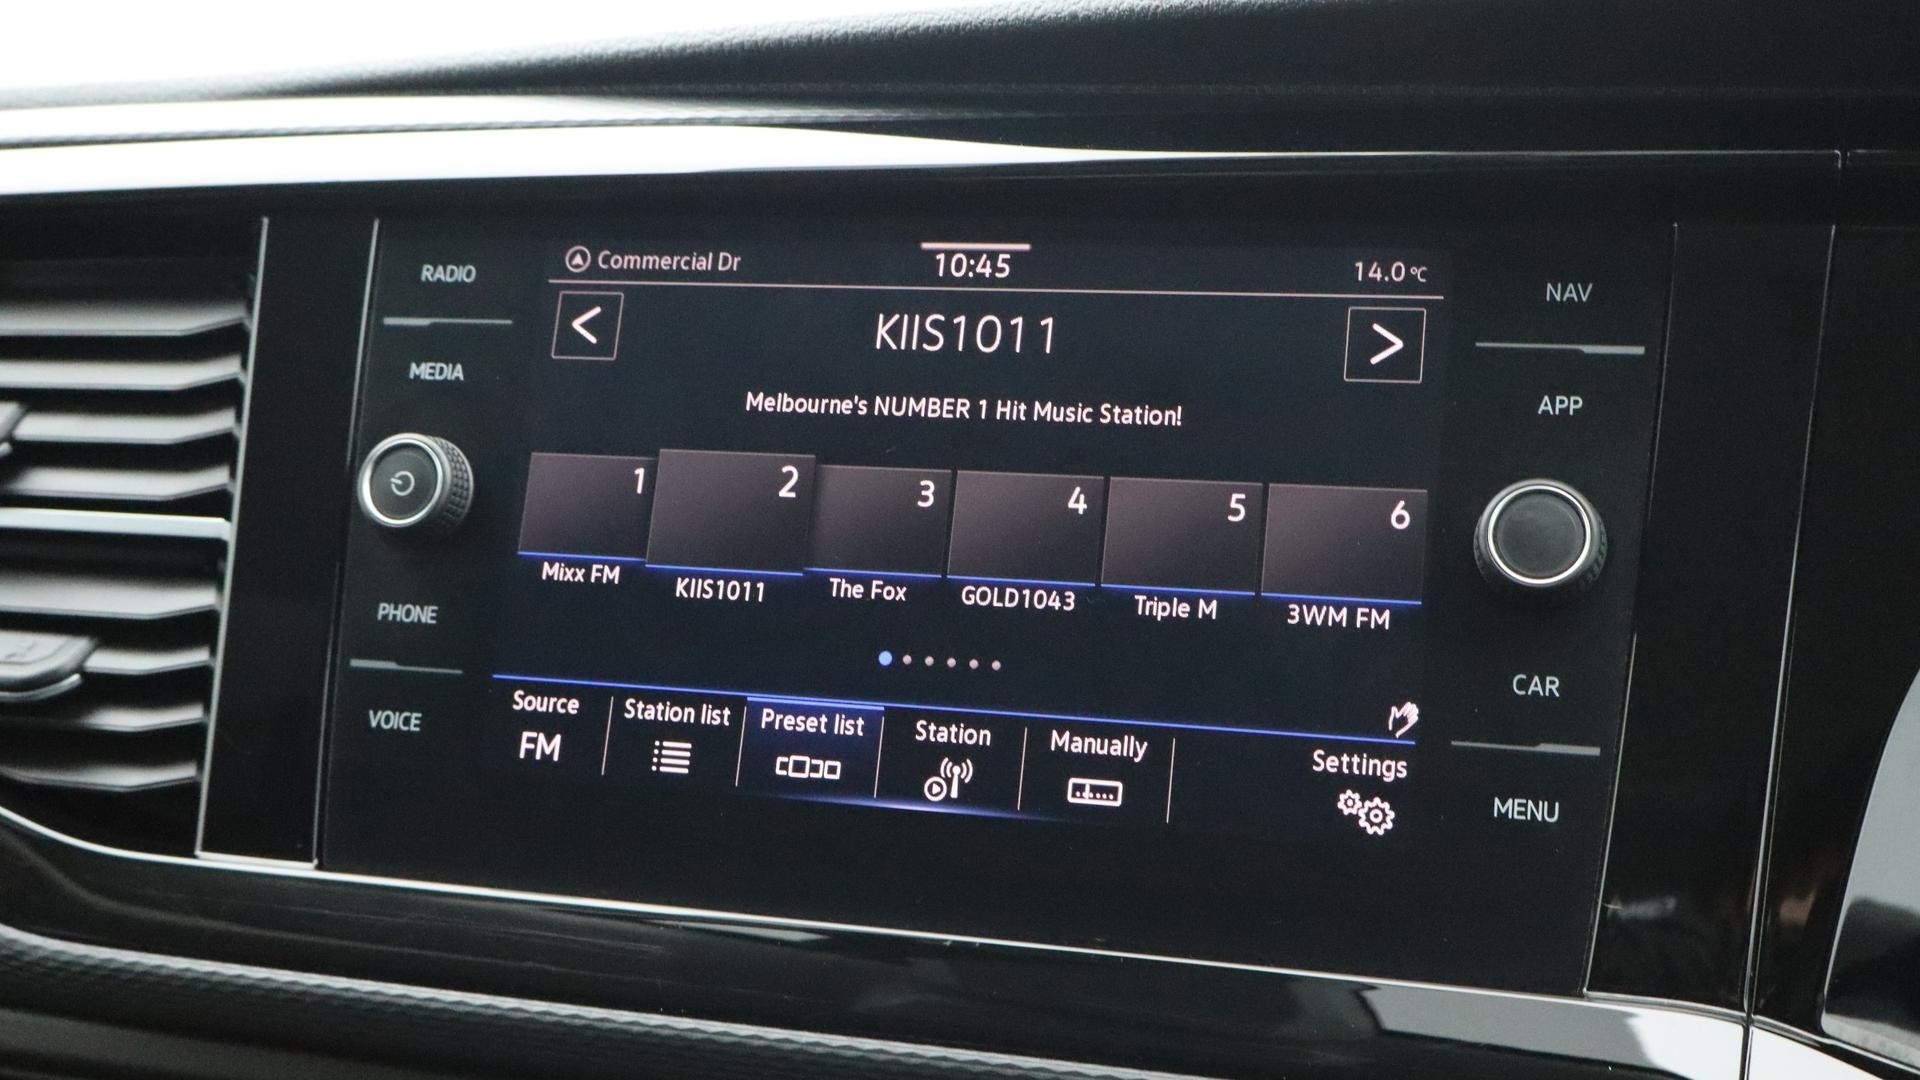 RADIO
MEDIA
PHONE
VOICE
Commercial Dr
10:45
14.0°C
<
KIIS1011
>
Melbourne's NUMBER 1 Hit Music Station!
1 2 3 4 5 6
Mixx FM KIIS1011 The Fox GOLD1043 Triple M 3WM FM
Source Station list Preset list Station Manually Settings
FM
NAV
APP
CAR
MENU